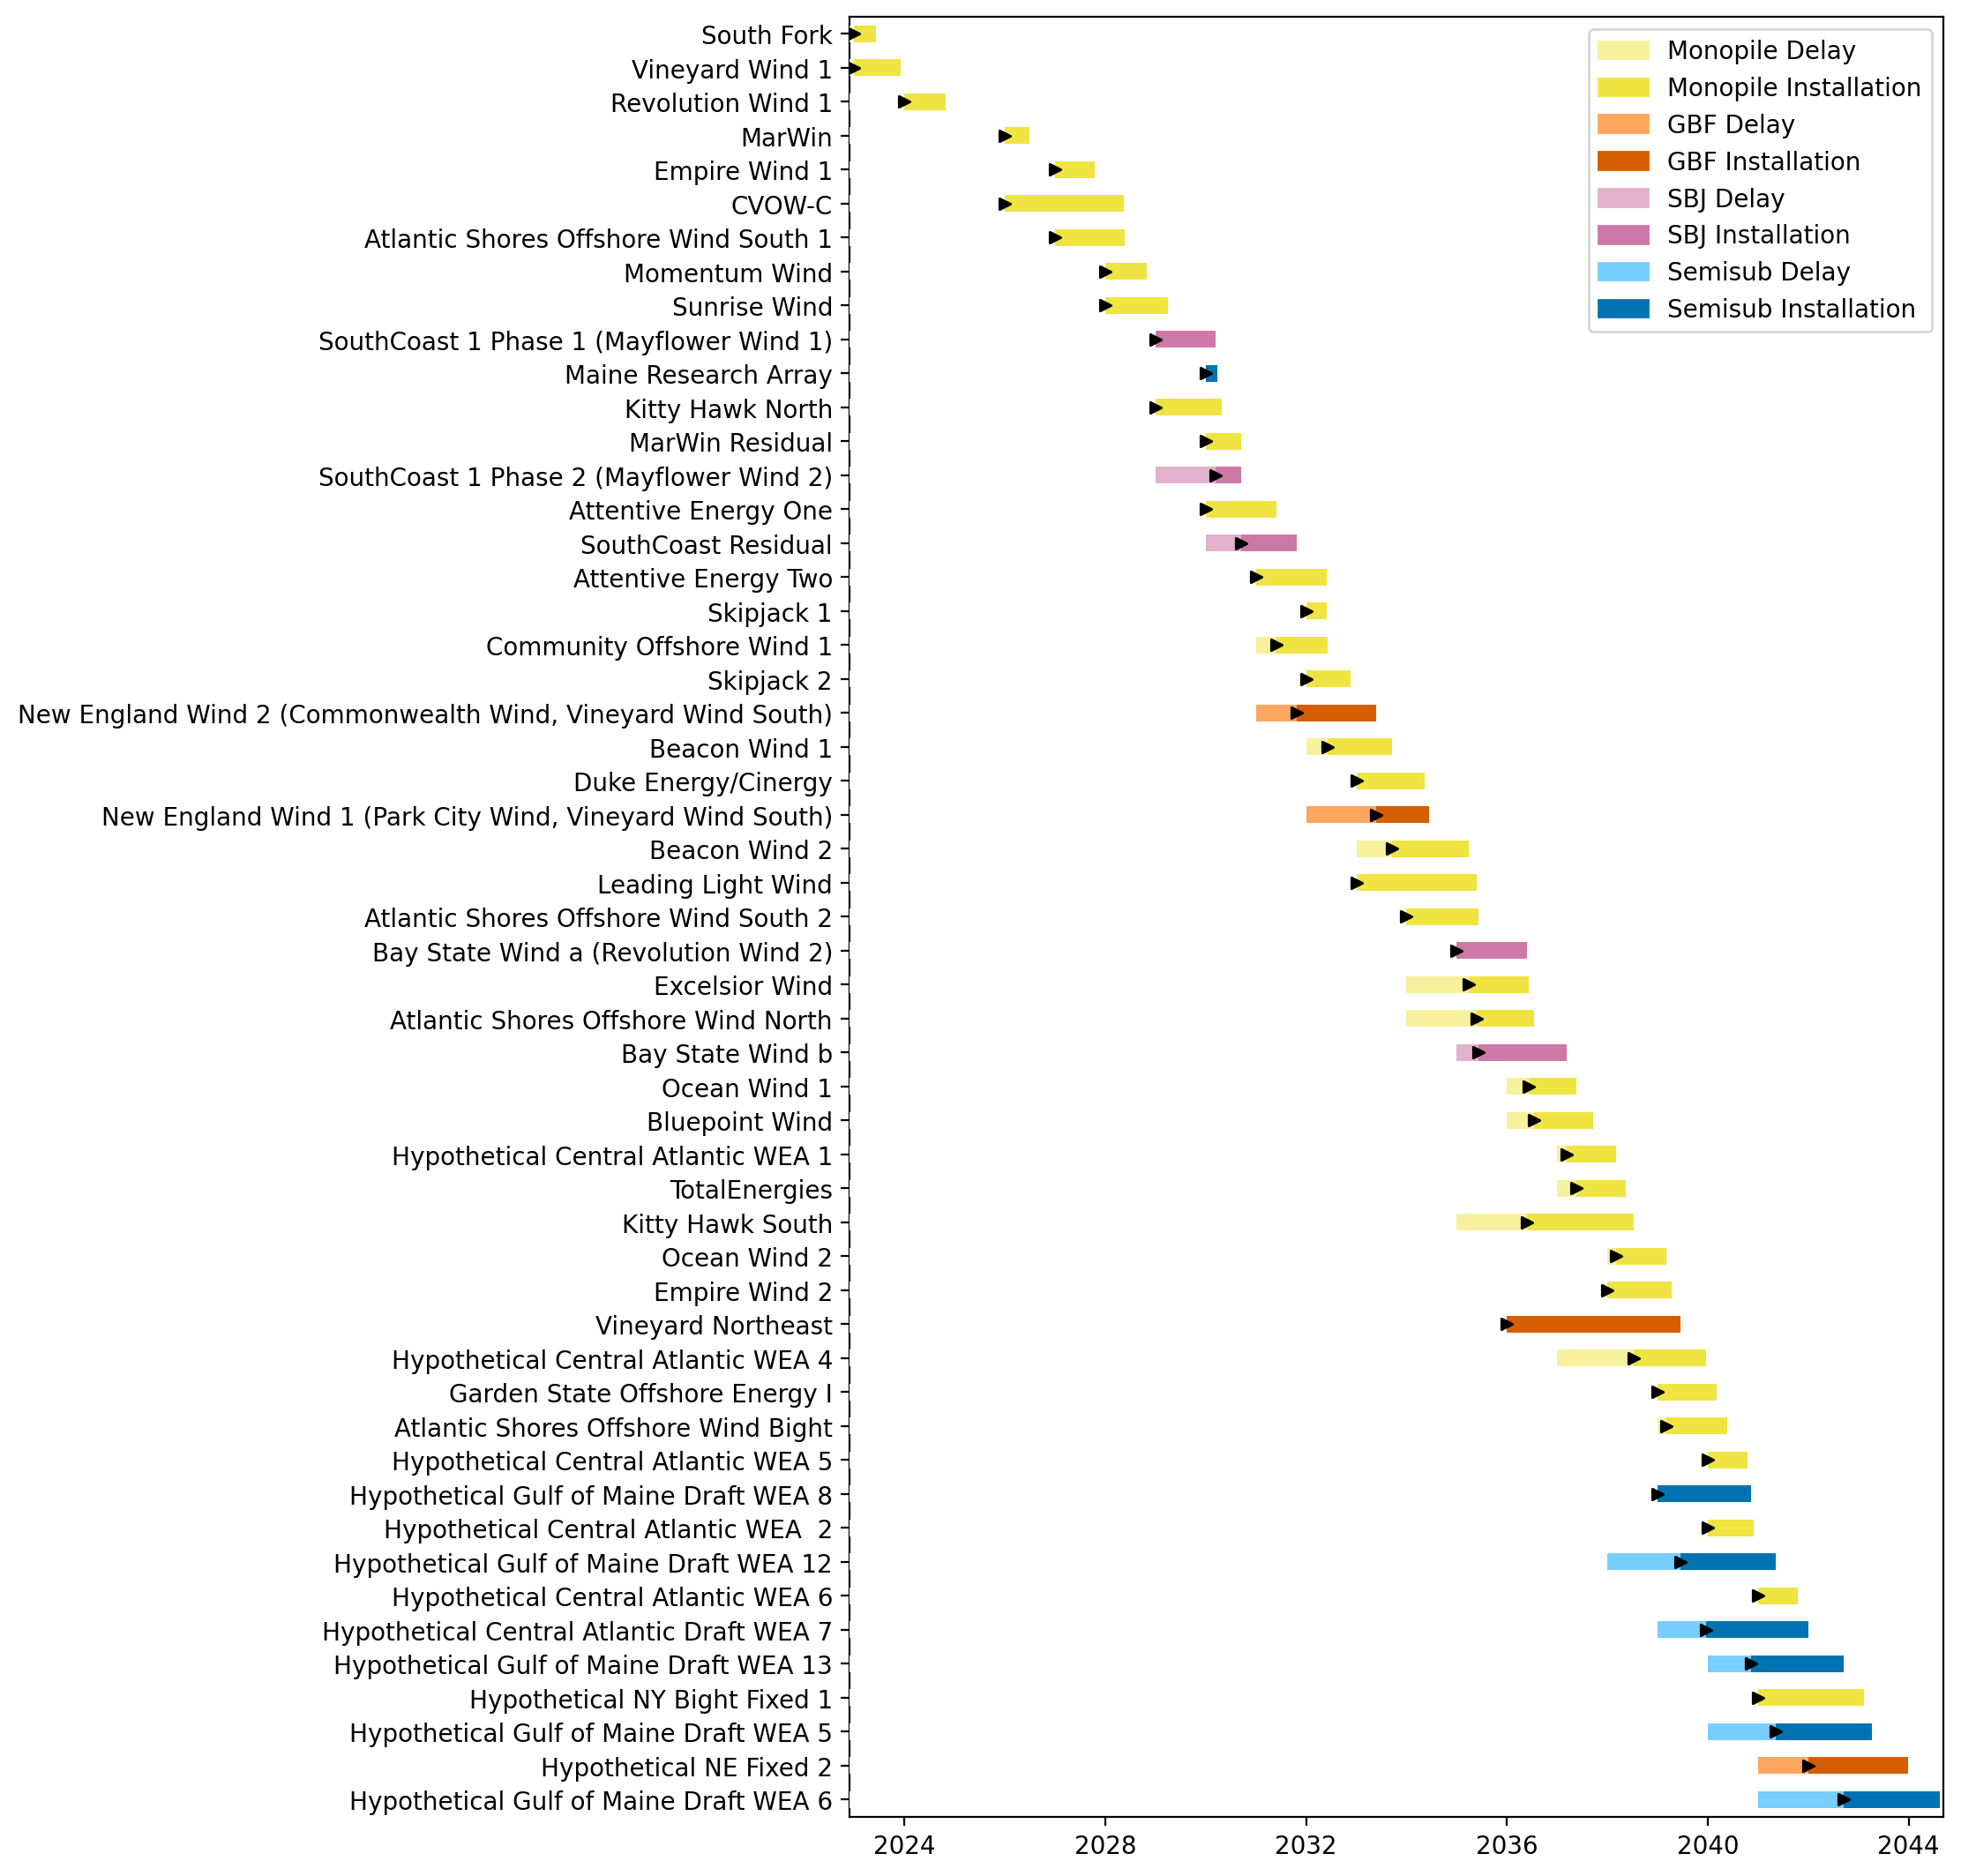 South Fork
Vineyard Wind 1
Revolution Wind 1
MarWin
Empire Wind 1
CVOW-C
Atlantic Shores Offshore Wind South 1
Momentum Wind
Sunrise Wind
SouthCoast 1 Phase 1 (Mayflower Wind 1)
Maine Research Array
Kitty Hawk North
MarWin Residual
SouthCoast 1 Phase 2 (Mayflower Wind 2)
Attentive Energy One
SouthCoast Residual
Attentive Energy Two
Skipjack 1
Community Offshore Wind 1
Skipjack 2
New England Wind 2 (Commonwealth Wind, Vineyard Wind South)
Beacon Wind 1
Duke Energy/Cinergy
New England Wind 1 (Park City Wind, Vineyard Wind South)
Beacon Wind 2
Leading Light Wind
Atlantic Shores Offshore Wind South 2
Bay State Wind a (Revolution Wind 2)
Excelsior Wind
Atlantic Shores Offshore Wind North
Bay State Wind b
Ocean Wind 1
Bluepoint Wind
Hypothetical Central Atlantic WEA 1
TotalEnergies
Kitty Hawk South
Ocean Wind 2
Empire Wind 2
Vineyard Northeast
Hypothetical Central Atlantic WEA 4
Garden State Offshore Energy I
Atlantic Shores Offshore Wind Bight
Hypothetical Central Atlantic WEA 5
Hypothetical Gulf of Maine Draft WEA 8
Hypothetical Central Atlantic WEA  2
Hypothetical Gulf of Maine Draft WEA 12
Hypothetical Central Atlantic WEA 6
Hypothetical Central Atlantic Draft WEA 7
Hypothetical Gulf of Maine Draft WEA 13
Hypothetical NY Bight Fixed 1
Hypothetical Gulf of Maine Draft WEA 5
Hypothetical NE Fixed 2
Hypothetical Gulf of Maine Draft WEA 6
Monopile Delay
Monopile Installation
GBF Delay
GBF Installation
SBJ Delay
SBJ Installation
Semisub Delay
Semisub Installation
2024 2028 2032 2036 2040 2044